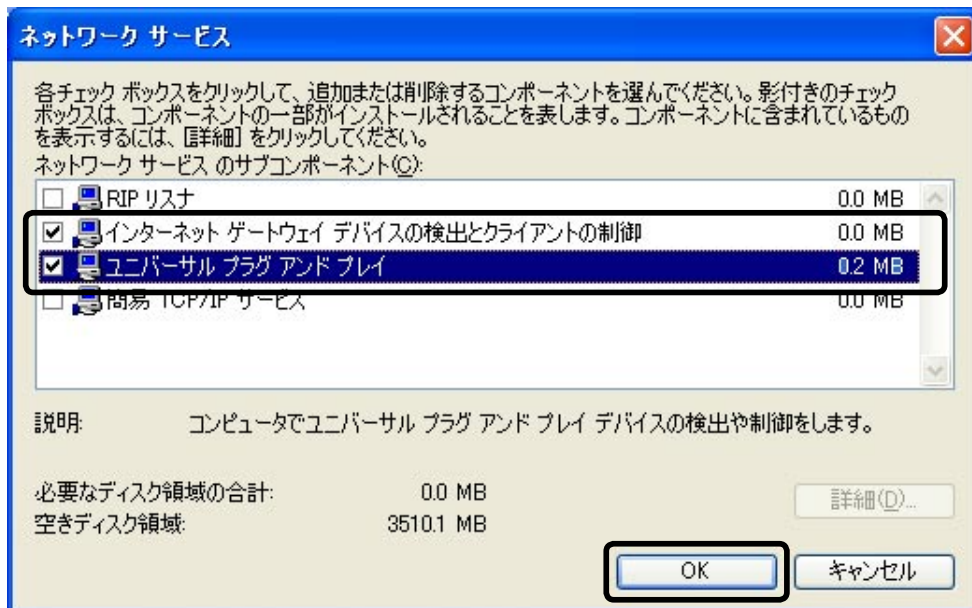 ネットワーク サービス
各チェック ボックスをクリックして、追加または削除するコンポーネントを選んでください。影付きのチェック
ボックスは、コンポーネントの一部がインストールされることを表します。コンポーネントに含まれているもの
を表示するには、[詳細] をクリックしてください。
ネットワーク サービス のサブコンポーネント(C):
RIP リスナ 0.0 MB
インターネット ゲートウェイ デバイスの検出とクライアントの制御 0.0 MB
ユニバーサル プラグ アンド プレイ 0.2 MB
簡易 TCP/IP サービス 0.0 MB
説明: コンピュータでユニバーサル プラグ アンド プレイ デバイスの検出や制御をします。
必要なディスク領域の合計: 0.0 MB
詳細(D)...
空きディスク領域: 3510.1 MB
OK キャンセル